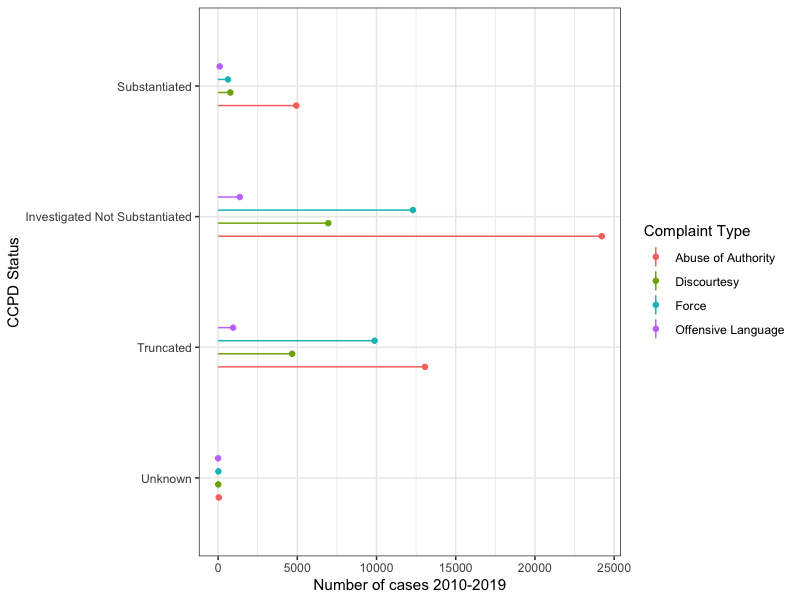 Substantiated
Investigated Not Substantiated
Truncated
Unknown
CCPD Status
0 5000 10000 15000 20000 25000
Number of cases 2010-2019
Complaint Type
Abuse of Authority
Discourtesy
Force
Offensive Language